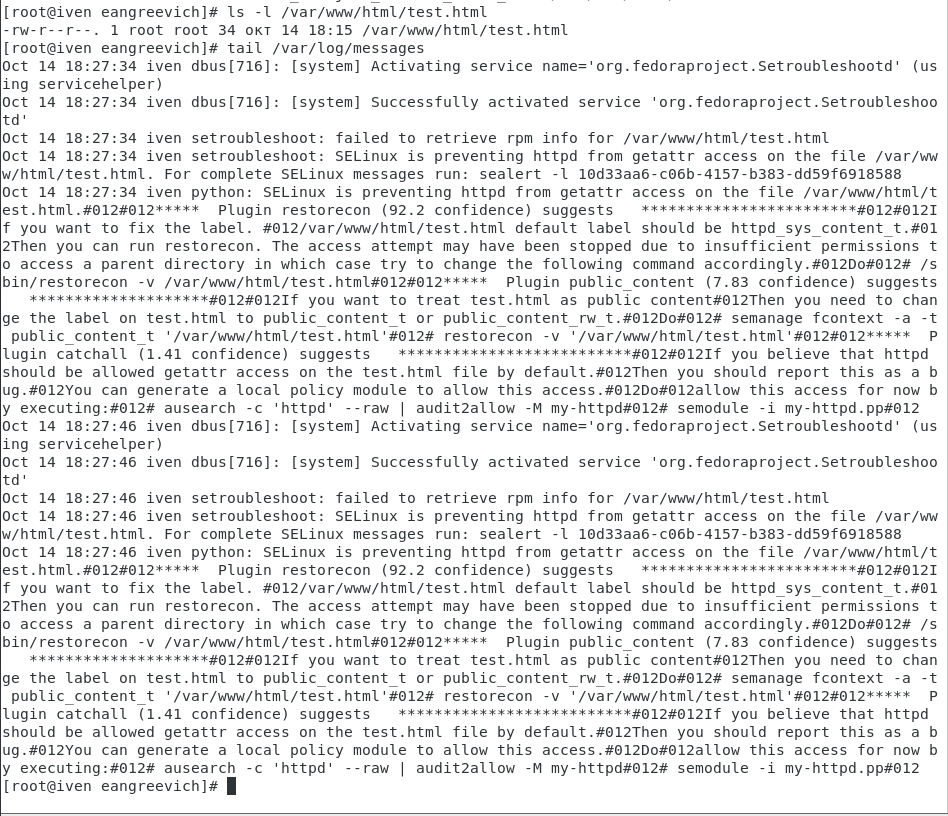 [root@iven eangreevich]# ls -l /var/www/html/test.html
-rw-r--r--. 1 root root 34 окт 14 18:15 /var/www/html/test.html
[root@iven eangreevich]# tail /var/log/messages
Oct 14 18:27:34 iven dbus[716]: [system] Activating service name='org.fedoraproject.Setroubleshootd' (us
ing servicehelper)
Oct 14 18:27:34 iven dbus[716]: [system] Successfully activated service 'org.fedoraproject.Setroubleshoo
td'
Oct 14 18:27:34 iven setroubleshoot: failed to retrieve rpm info for /var/www/html/test.html
Oct 14 18:27:34 iven setroubleshoot: SELinux is preventing httpd from getattr access on the file /var/ww
w/html/test.html. For complete SELinux messages run: sealert -l 10d33aa6-c06b-4157-b383-dd59f6918588
Oct 14 18:27:34 iven python: SELinux is preventing httpd from getattr access on the file /var/www/html/t
est.html.#012#012*****  Plugin restorecon (92.2 confidence) suggests   ************************#012#012I
f you want to fix the label. #012/var/www/html/test.html default label should be httpd_sys_content_t.#01
2Then you can run restorecon. The access attempt may have been stopped due to insufficient permissions t
o access a parent directory in which case try to change the following command accordingly.#012Do#012# /s
bin/restorecon -v /var/www/html/test.html#012#012*****  Plugin public_content (7.83 confidence) suggests
   ********************#012#012If you want to treat test.html as public content#012Then you need to chan
ge the label on test.html to public_content_t or public_content_rw_t.#012Do#012# semanage fcontext -a -t
 public_content_t '/var/www/html/test.html'#012# restorecon -v '/var/www/html/test.html'#012#012*****  P
lugin catchall (1.41 confidence) suggests   **************************#012#012If you believe that httpd 
should be allowed getattr access on the test.html file by default.#012Then you should report this as a b
ug.#012You can generate a local policy module to allow this access.#012Do#012allow this access for now b
y executing:#012# ausearch -c 'httpd' --raw | audit2allow -M my-httpd#012# semodule -i my-httpd.pp#012
Oct 14 18:27:46 iven dbus[716]: [system] Activating service name='org.fedoraproject.Setroubleshootd' (us
ing servicehelper)
Oct 14 18:27:46 iven dbus[716]: [system] Successfully activated service 'org.fedoraproject.Setroubleshoo
td'
Oct 14 18:27:46 iven setroubleshoot: failed to retrieve rpm info for /var/www/html/test.html
Oct 14 18:27:46 iven setroubleshoot: SELinux is preventing httpd from getattr access on the file /var/ww
w/html/test.html. For complete SELinux messages run: sealert -l 10d33aa6-c06b-4157-b383-dd59f6918588
Oct 14 18:27:46 iven python: SELinux is preventing httpd from getattr access on the file /var/www/html/t
est.html.#012#012*****  Plugin restorecon (92.2 confidence) suggests   ************************#012#012I
f you want to fix the label. #012/var/www/html/test.html default label should be httpd_sys_content_t.#01
2Then you can run restorecon. The access attempt may have been stopped due to insufficient permissions t
o access a parent directory in which case try to change the following command accordingly.#012Do#012# /s
bin/restorecon -v /var/www/html/test.html#012#012*****  Plugin public_content (7.83 confidence) suggests
   ********************#012#012If you want to treat test.html as public content#012Then you need to chan
ge the label on test.html to public_content_t or public_content_rw_t.#012Do#012# semanage fcontext -a -t
 public_content_t '/var/www/html/test.html'#012# restorecon -v '/var/www/html/test.html'#012#012*****  P
lugin catchall (1.41 confidence) suggests   **************************#012#012If you believe that httpd 
should be allowed getattr access on the test.html file by default.#012Then you should report this as a b
ug.#012You can generate a local policy module to allow this access.#012Do#012allow this access for now b
y executing:#012# ausearch -c 'httpd' --raw | audit2allow -M my-httpd#012# semodule -i my-httpd.pp#012
[root@iven eangreevich]#